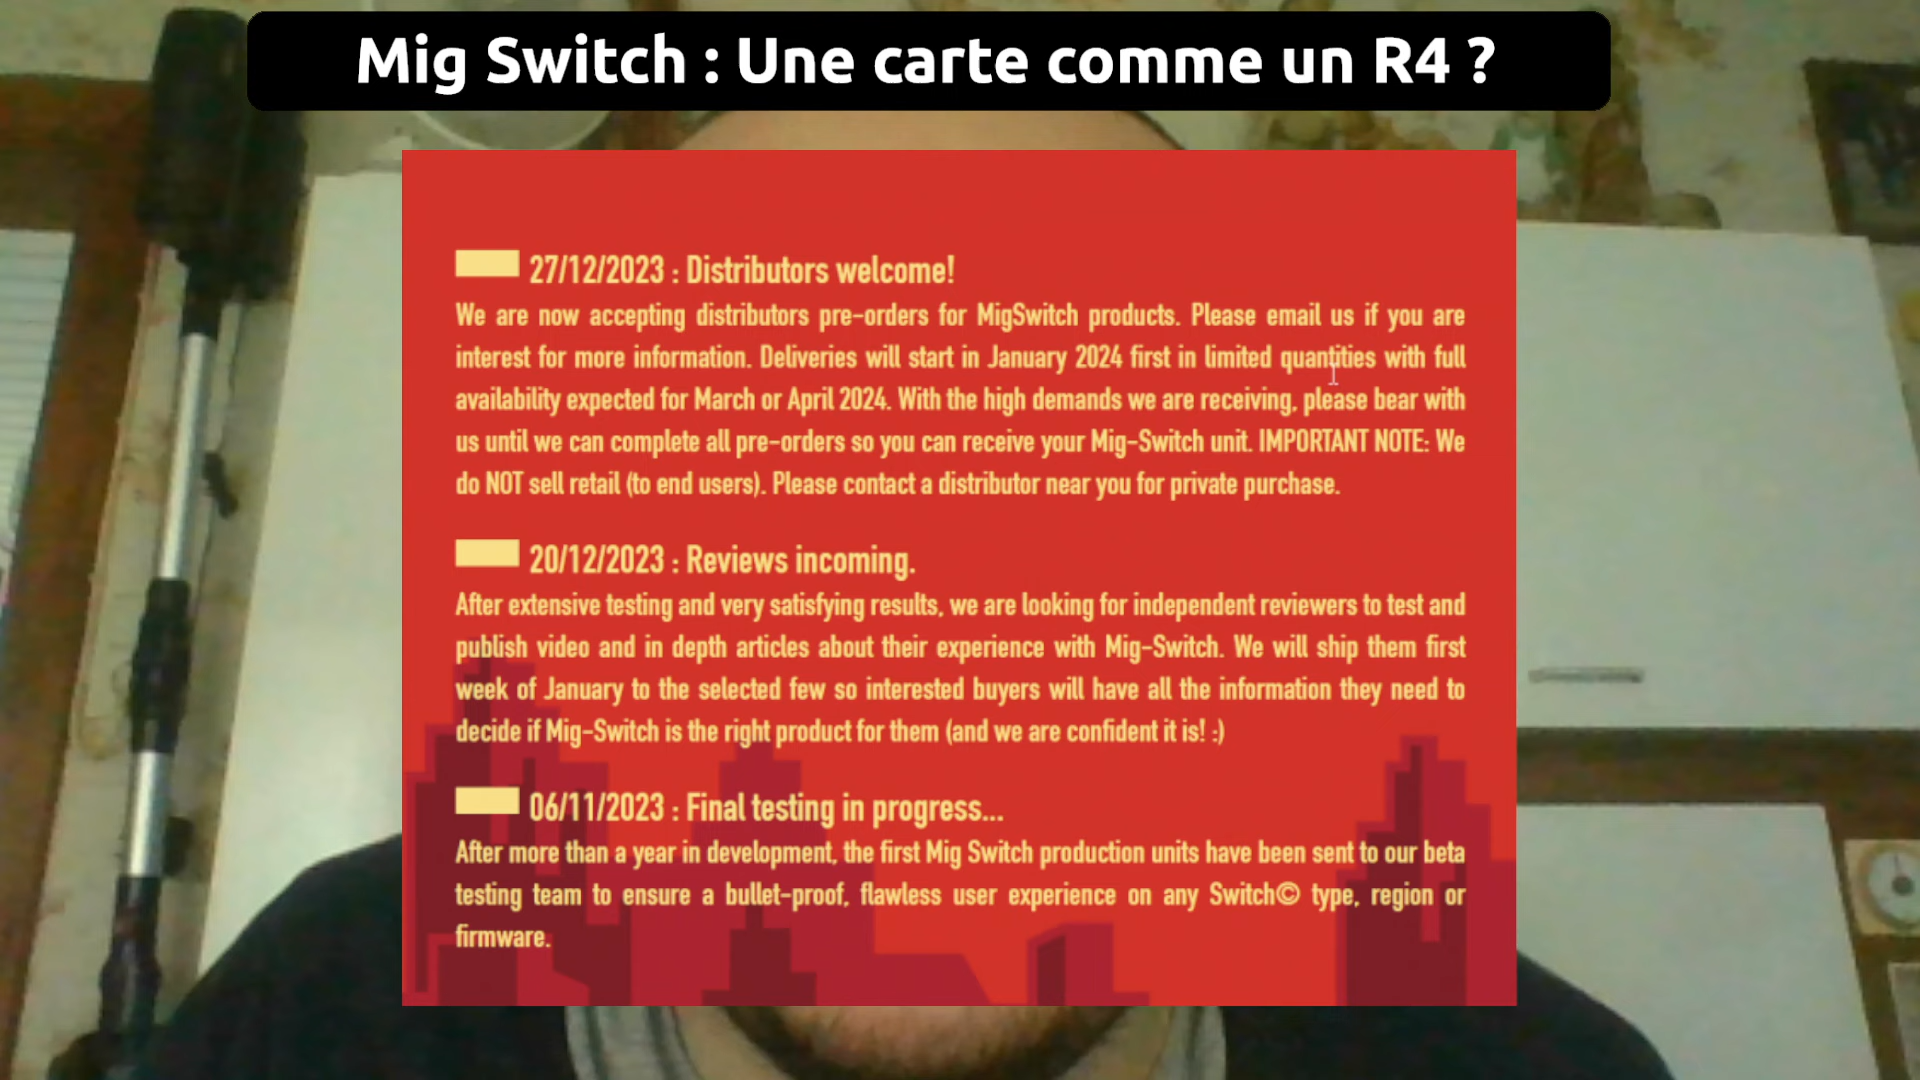 Mig Switch : Une carte comme un R4 ?
27/12/2023 : Distributors welcome!
We are now accepting distributors pre-orders for MigSwitch products. Please email us if you are
interest for more information. Deliveries will start in January 2024 first in limited quantities with full
availability expected for March or April 2024. With the high demands we are receiving, please bear with
us until we can complete all pre-orders so you can receive your Mig-Switch unit. IMPORTANT NOTE: We
do NOT sell retail (to end users). Please contact a distributor near you for private purchase.
20/12/2023 : Reviews incoming.
After extensive testing and very satisfying results, we are looking for independent reviewers to test and
publish video and in depth articles about their experience with Mig-Switch. We will ship them first
week of January to the selected few so interested buyers will have all the information they need to
decide if Mig-Switch is the right product for them (and we are confident it is! :)
06/11/2023 : Final testing in progress...
After more than a year in development, the first Mig Switch production units have been sent to our beta
testing team to ensure a bullet-proof, flawless user experience on any Switch© type, region or
firmware.